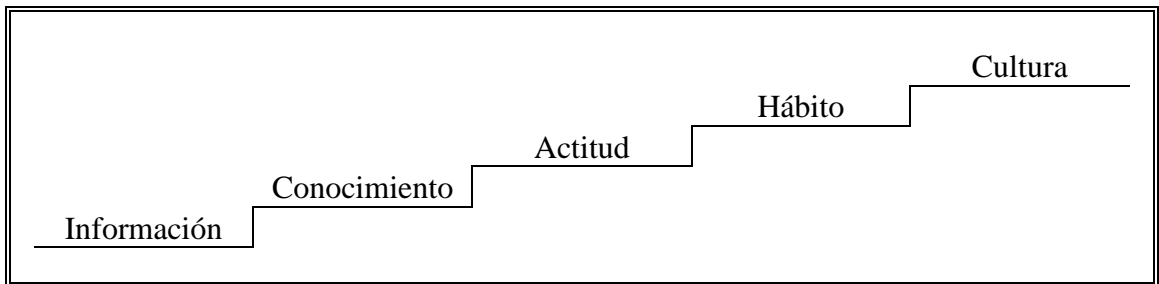 Cultura
Hábito
Actitud
Conocimiento
Información